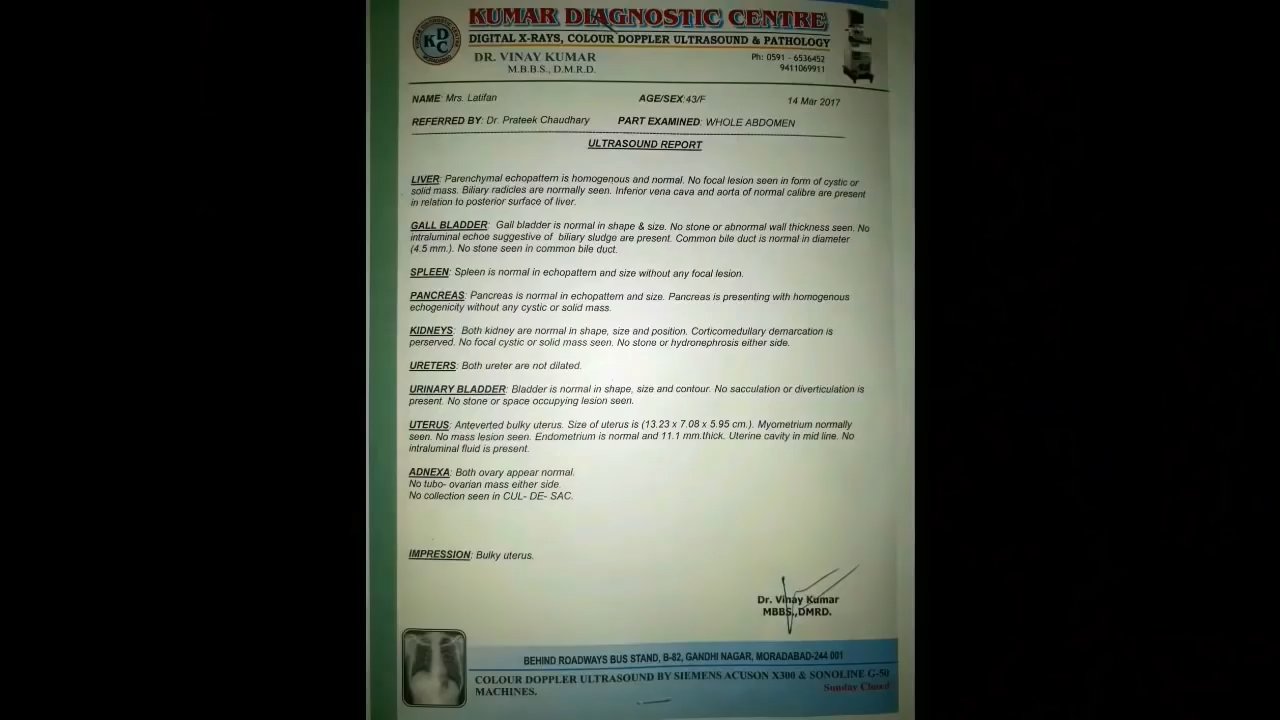 KUMAR DIAGNOSTIC CENTRE
DIGITAL X-RAYS, COLOUR DOPPLER ULTRASOUND & PATHOLOGY
KDC
DR. VINAY KUMAR
M.B.B.S., D.M.R.D.
Ph: 0591 - 6536452
9411069911
NAME: Mrs. Latifan AGE/SEX:43/F 14 Mar 2017
REFERRED BY: Dr. Prateek Chaudhary PART EXAMINED: WHOLE ABDOMEN
ULTRASOUND REPORT
LIVER: Parenchymal echopattern is homogenous and normal. No focal lesion seen in form of cystic or
solid mass. Biliary radicles are normally seen. Inferior vena cava and aorta of normal calibre are present
in relation to posterior surface of liver.
GALL BLADDER: Gall bladder is normal in shape & size. No stone or abnormal wall thickness seen. No
intraluminal echoe suggestive of biliary sludge are present. Common bile duct is normal in diameter
(4.5 mm.). No stone seen in common bile duct.
SPLEEN: Spleen is normal in echopattern and size without any focal lesion.
PANCREAS: Pancreas is normal in echopattern and size. Pancreas is presenting with homogenous
echogenicity without any cystic or solid mass.
KIDNEYS: Both kidney are normal in shape, size and position. Corticomedullary demarcation is
perserved. No focal cystic or solid mass seen. No stone or hydronephrosis either side.
URETERS: Both ureter are not dilated.
URINARY BLADDER: Bladder is normal in shape, size and contour. No sacculation or diverticulation is
present. No stone or space occupying lesion seen.
UTERUS: Anteverted bulky uterus. Size of uterus is (13.23 x 7.08 x 5.95 cm.). Myometrium normally
seen. No mass lesion seen. Endometrium is normal and 11.1 mm.thick. Uterine cavity in mid line. No
intraluminal fluid is present.
ADNEXA: Both ovary appear normal.
No tubo- ovarian mass either side.
No collection seen in CUL- DE- SAC.
IMPRESSION: Bulky uterus.
Dr. Vinay Kumar
MBBS.,DMRD.
BEHIND ROADWAYS BUS STAND, B-82, GANDHI NAGAR, MORADABAD-244 001
COLOUR DOPPLER ULTRASOUND BY SIEMENS ACUSON X300 & SONOLINE G-50
MACHINES.
Sunday Closed